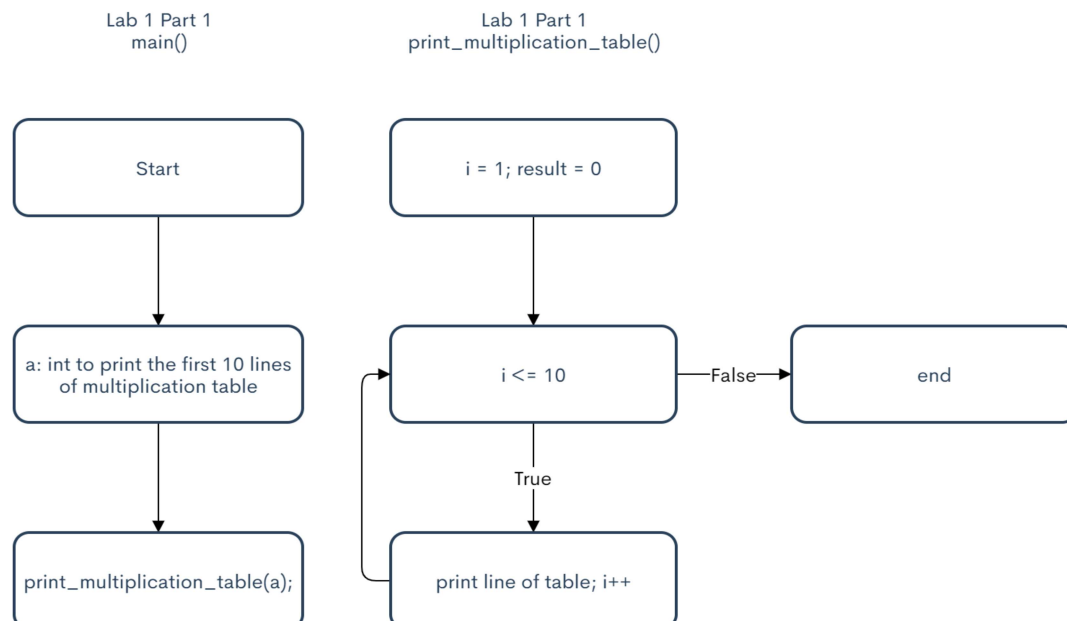 Lab 1 Part 1
main()
Lab 1 Part 1
print_multiplication_table()
Start
a: int to print the first 10 lines
of multiplication table
print_multiplication_table(a);
i = 1; result = 0
i <= 10
False
end
True
print line of table; i++